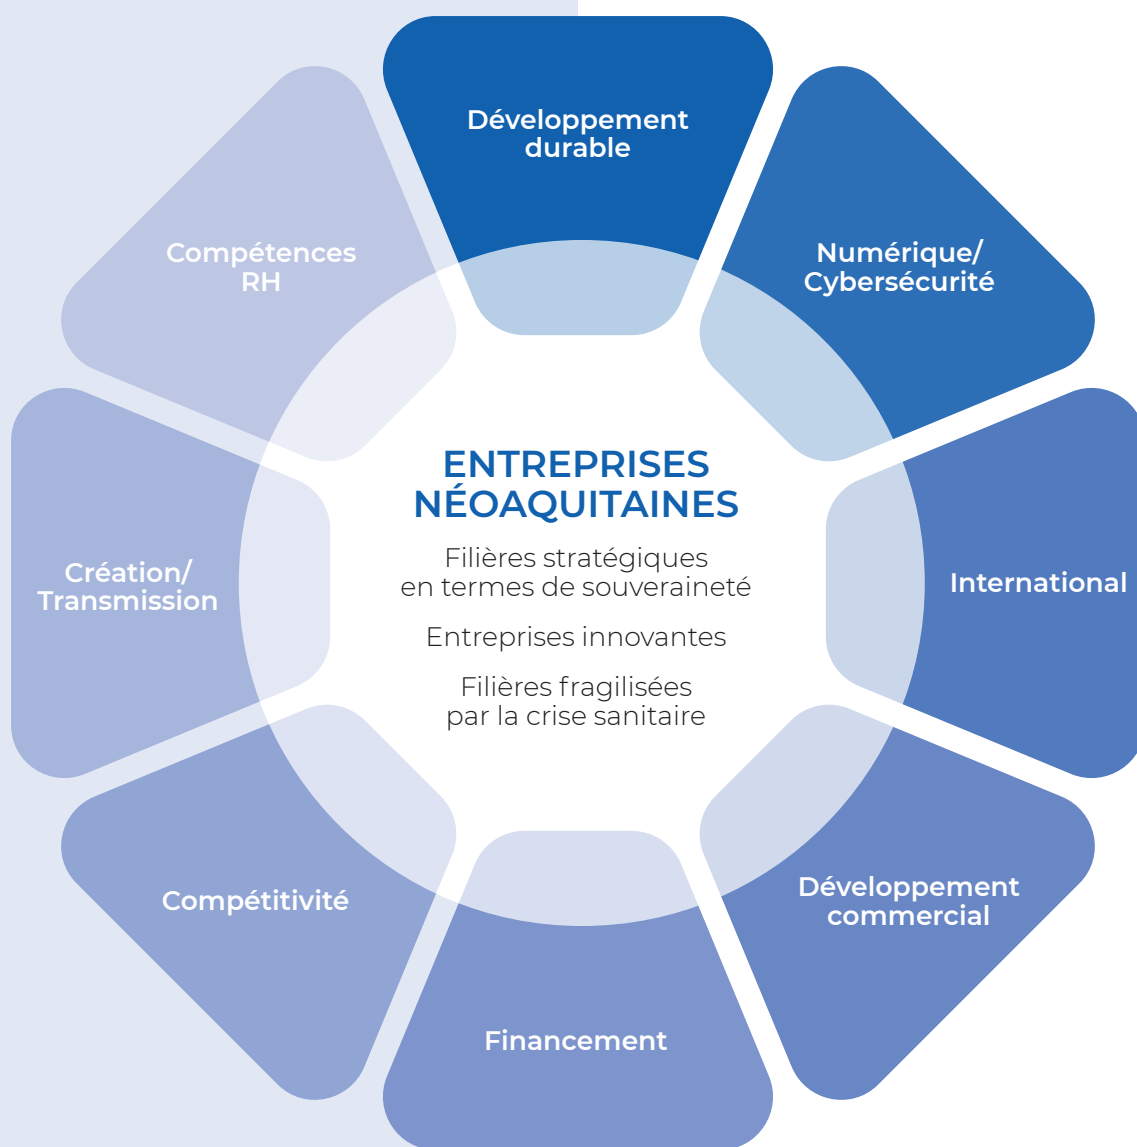 Développement
durable
Numérique/
Cybersécurité
International
Développement
commercial
Financement
Compétitivité
Création/
Transmission
Compétences
RH
ENTREPRISES
NÉOAQUITAINES
Filières stratégiques
en termes de souveraineté
Entreprises innovantes
Filières fragilisées
par la crise sanitaire